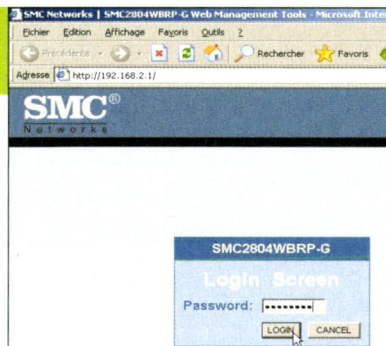 SMC Networks | SMC2804WBRP-G Web Management Tools - Microsoft Inte
Fichier Edition Affichage Favoris Outils ?
Précédente Rechercher Favoris
Adresse http://192.168.2.1/
SMC®
Networks
SMC2804WBRP-G
Login Screen
Password: ••••••••
LOGIN CANCEL